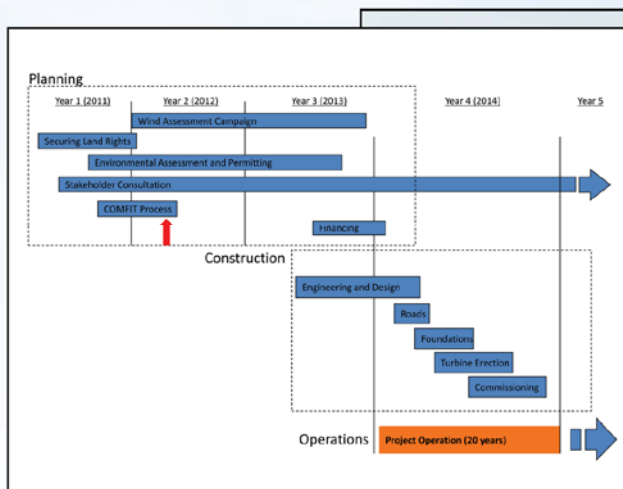 Planning
Year 1 (2011) Year 2 (2012) Year 3 (2013) Year 4 (2014) Year 5
Wind Assessment Campaign
Securing Land Rights
Environmental Assessment and Permitting
Stakeholder Consultation
COMFIT Process
Financing
Construction
Engineering and Design
Roads
Foundations
Turbine Erection
Commissioning
Operations Project Operation (20 years)